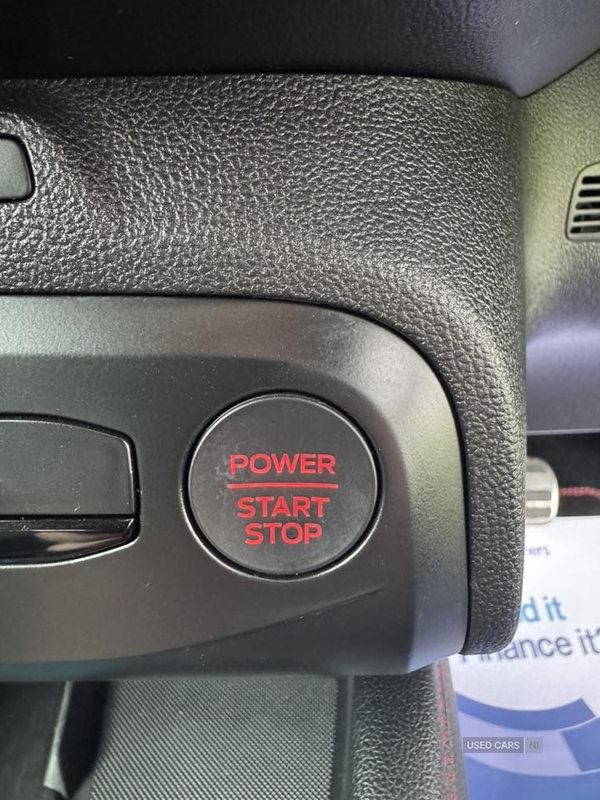 POWER
START
STOP
d it
inance it?
USED CARS NI